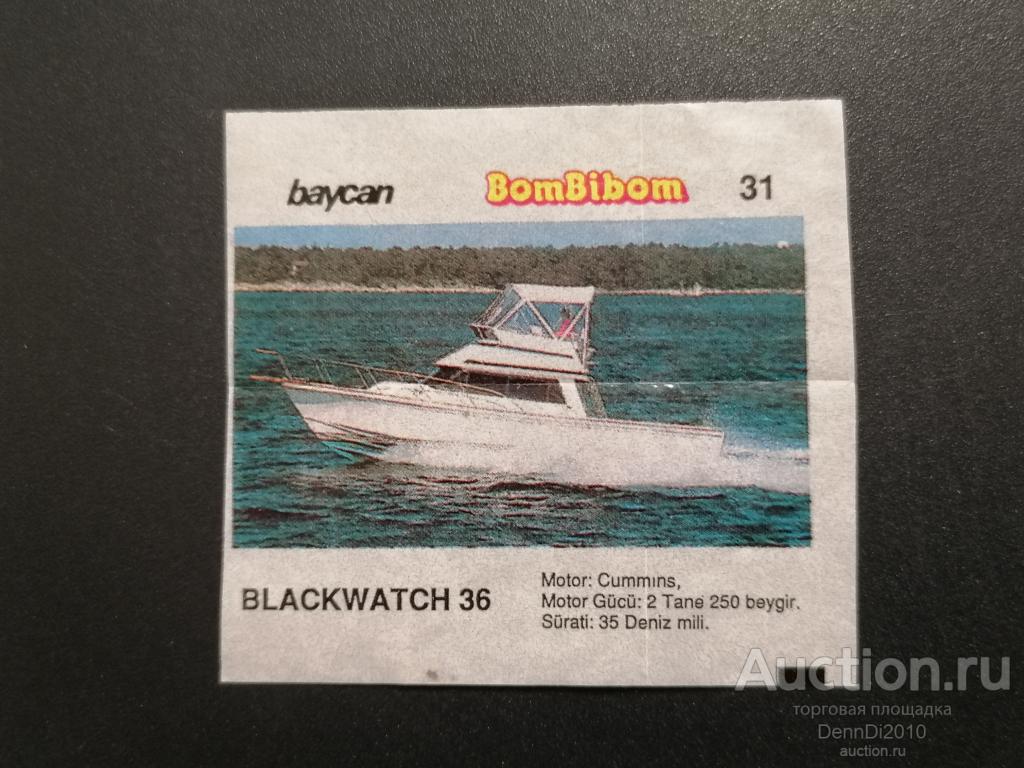 baycan BomBibom 31
BLACKWATCH 36
Motor: Cummins,
Motor Gücü: 2 Tane 250 beygir.
Sürati: 35 Deniz mili.
Auction.ru
торговая площадка
DennDi2010
auction.ru